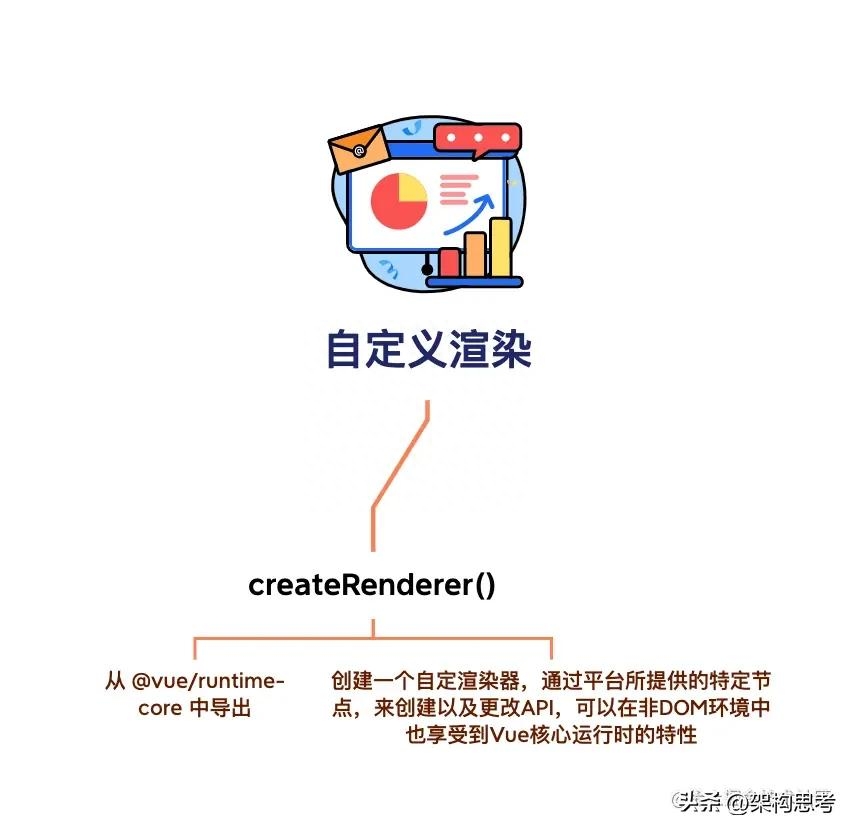 @
自定义渲染
createRenderer()
从 @vue/runtime-
core 中导出
创建一个自定渲染器，通过平台所提供的特定节
点，来创建以及更改API，可以在非DOM环境中
也享受到Vue核心运行时的特性
头条 @架构思考